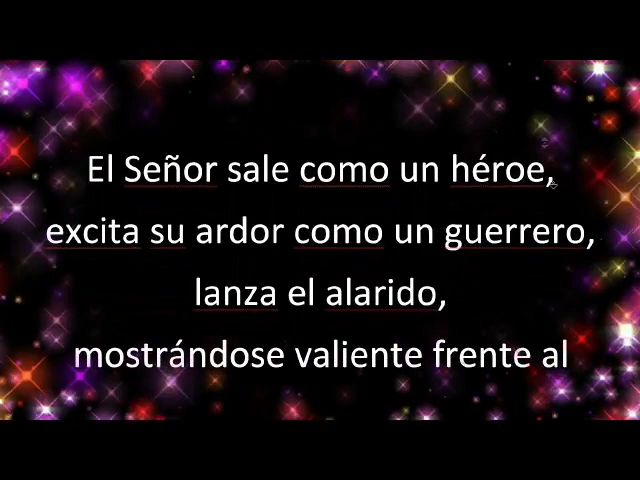 El Señor sale como un héroe,
excita su ardor como un guerrero,
lanza el alarido,
mostrándose valiente frente al